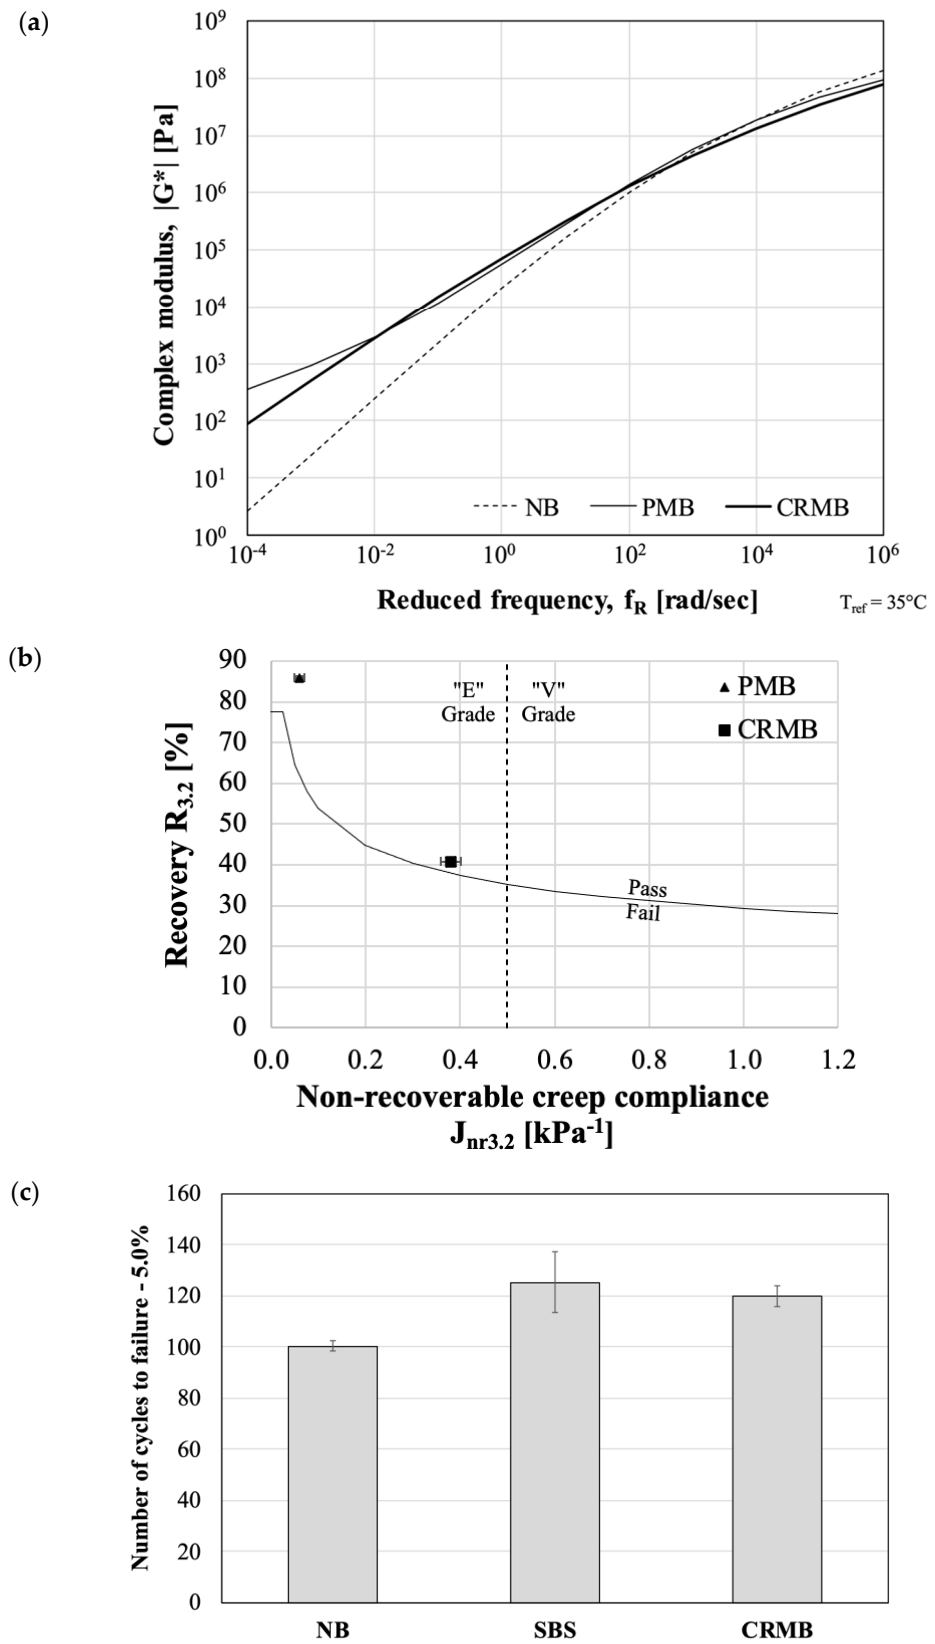 (a)
Complex modulus, |G*| [Pa]
10⁹
10⁸
10⁷
10⁶
10⁵
10⁴
10³
10²
10¹
10⁰
NB PMB CRMB
10⁻⁴ 10⁻² 10⁰ 10² 10⁴ 10⁶
Reduced frequency, fR [rad/sec]
Tref = 35°C
(b)
Recovery R3.2 [%]
90
80
70
60
50
40
30
20
10
0
"E" "V"
Grade Grade
PMB
CRMB
Pass
Fail
0.0 0.2 0.4 0.6 0.8 1.0 1.2
Non-recoverable creep compliance
Jnr3.2 [kPa⁻¹]
(c)
Number of cycles to failure - 5.0%
160
140
120
100
80
60
40
20
0
NB SBS CRMB